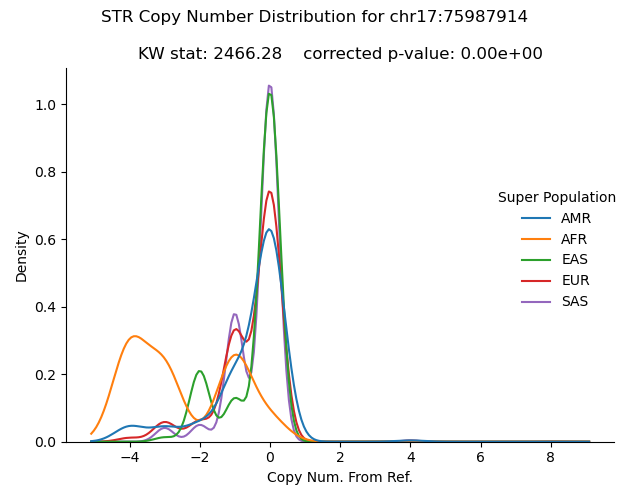 STR Copy Number Distribution for chr17:75987914
KW stat: 2466.28    corrected p-value: 0.00e+00
1.0
0.8
0.6
0.4
0.2
0.0
Density
Super Population
AMR
AFR
EAS
EUR
SAS
−4 −2 0 2 4 6 8
Copy Num. From Ref.